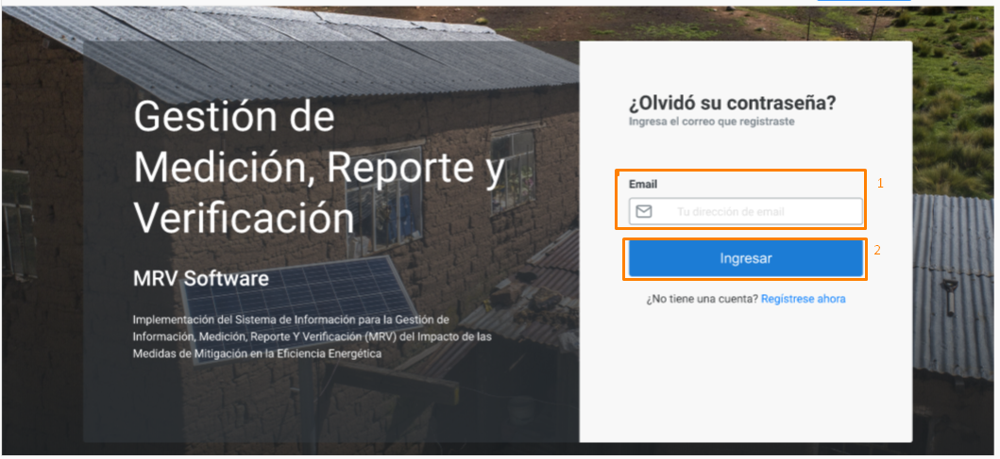 Gestión de
Medición, Reporte y
Verificación
MRV Software
Implementación del Sistema de Información para la Gestión de
Información, Medición, Reporte Y Verificación (MRV) del Impacto de las
Medidas de Mitigación en la Eficiencia Energética
¿Olvidó su contraseña?
Ingresa el correo que registraste
Email
1
Tu dirección de email
2
Ingresar
¿No tiene una cuenta? Regístrese ahora